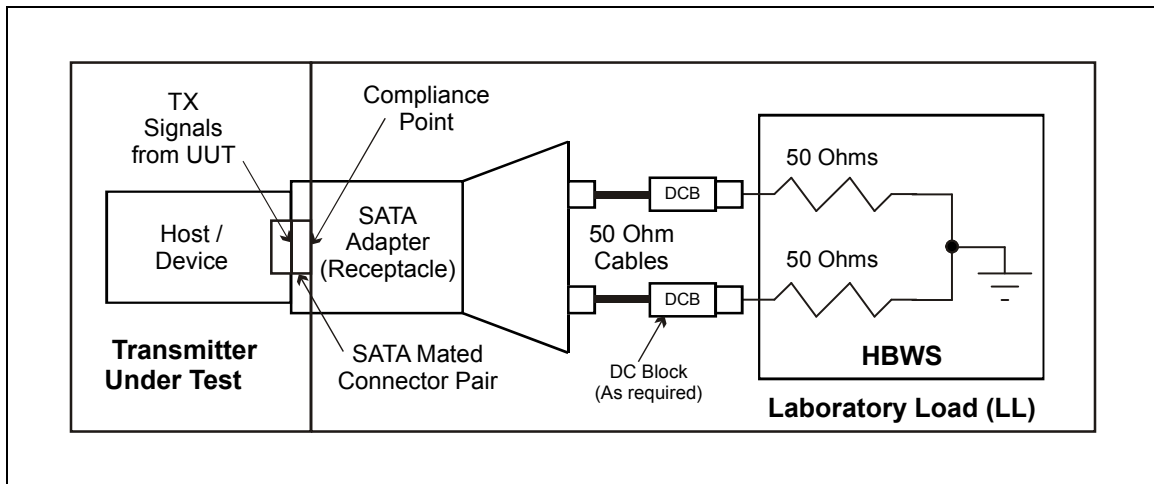 TX
Signals
from UUT
Compliance
Point
Host /
Device
SATA
Adapter
(Receptacle)
50 Ohm
Cables
DCB
DCB
50 Ohms
50 Ohms
HBWS
Transmitter
Under Test
SATA Mated
Connector Pair
DC Block
(As required)
Laboratory Load (LL)